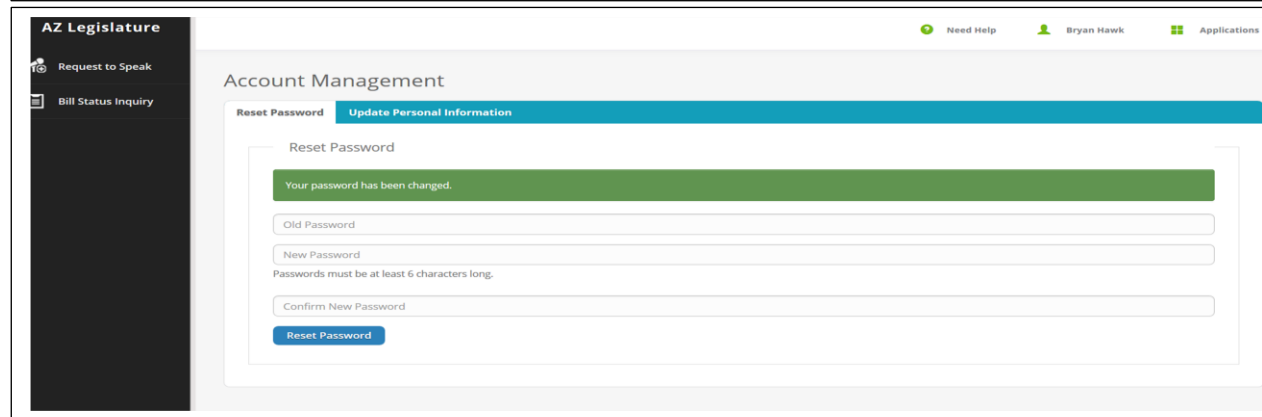 AZ Legislature
Need Help
Bryan Hawk
Applications
Request to Speak
Bill Status Inquiry
Account Management
Reset Password
Update Personal Information
Reset Password
Your password has been changed.
Old Password
New Password
Passwords must be at least 6 characters long.
Confirm New Password
Reset Password